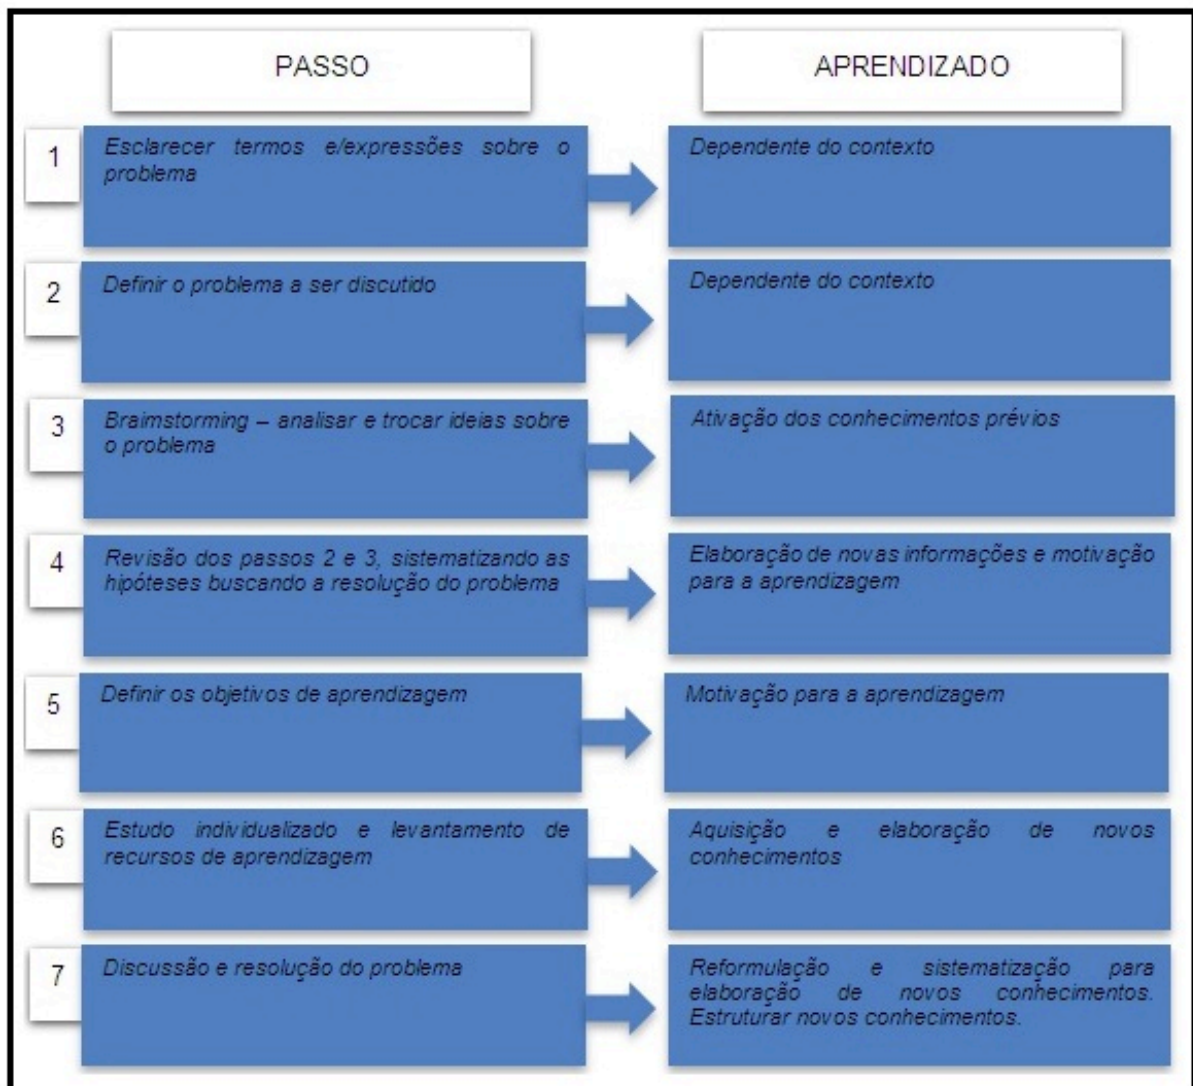 PASSO
APRENDIZADO
1
Esclarecer termos e/expressões sobre o
problema
Dependente do contexto
2
Definir o problema a ser discutido
Dependente do contexto
3
Braimstorming – analisar e trocar ideias sobre
o problema
Ativação dos conhecimentos prévios
4
Revisão dos passos 2 e 3, sistematizando as
hipóteses buscando a resolução do problema
Elaboração de novas informações e motivação
para a aprendizagem
5
Definir os objetivos de aprendizagem
Motivação para a aprendizagem
6
Estudo individualizado e levantamento de
recursos de aprendizagem
Aquisição e elaboração de novos
conhecimentos
7
Discussão e resolução do problema
Reformulação e sistematização para
elaboração de novos conhecimentos.
Estruturar novos conhecimentos.